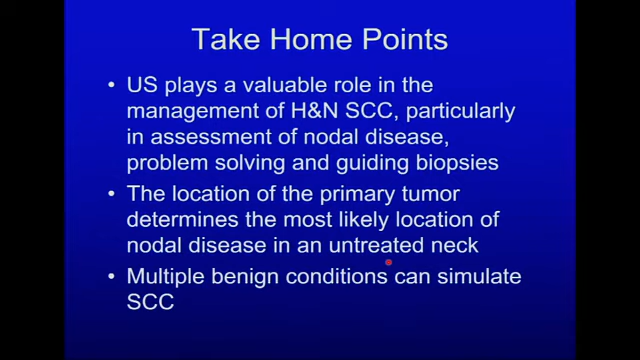 Take Home Points
• US plays a valuable role in the
management of H&N SCC, particularly
in assessment of nodal disease,
problem solving and guiding biopsies
• The location of the primary tumor
determines the most likely location of
nodal disease in an untreated neck
• Multiple benign conditions can simulate
SCC